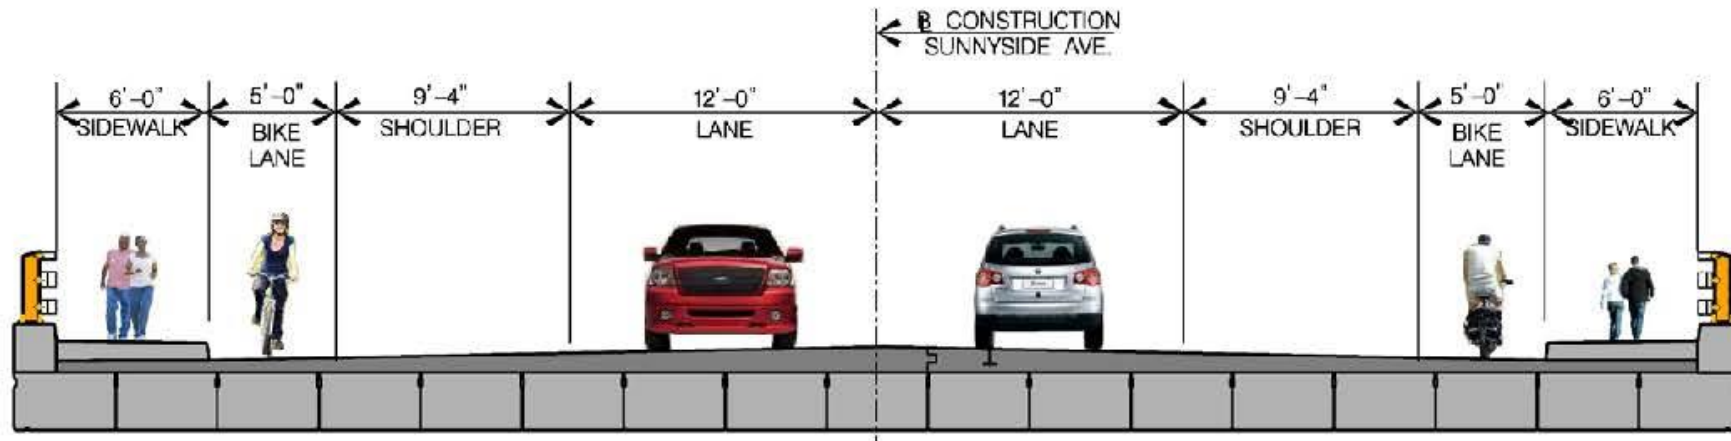 ℄ CONSTRUCTION
SUNNYSIDE AVE.
6'-0" 5'-0" 9'-4" 12'-0" 12'-0" 9'-4" 5'-0" 6'-0"
SIDEWALK BIKE SHOULDER LANE LANE SHOULDER BIKE SIDEWALK
LANE LANE